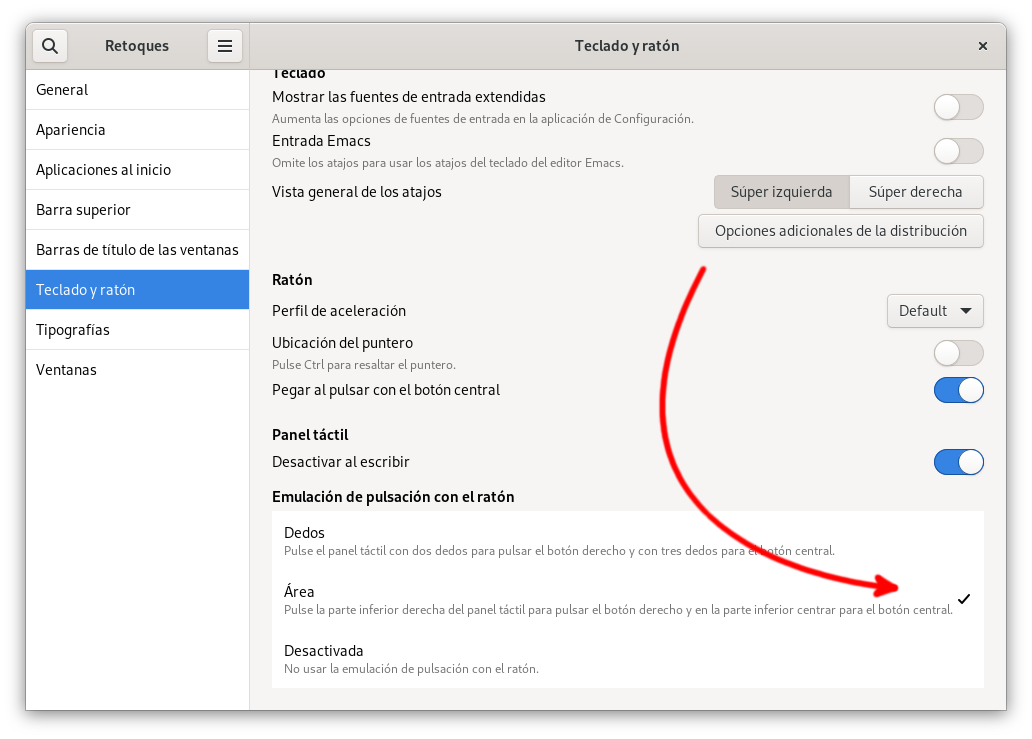 Retoques
Teclado y ratón
General
Apariencia
Aplicaciones al inicio
Barra superior
Barras de título de las ventanas
Teclado y ratón
Tipografías
Ventanas
Teclado
Mostrar las fuentes de entrada extendidas
Aumenta las opciones de fuentes de entrada en la aplicación de Configuración.
Entrada Emacs
Omite los atajos para usar los atajos del teclado del editor Emacs.
Vista general de los atajos
Súper izquierda
Súper derecha
Opciones adicionales de la distribución
Ratón
Perfil de aceleración
Default
Ubicación del puntero
Pulse Ctrl para resaltar el puntero.
Pegar al pulsar con el botón central
Panel táctil
Desactivar al escribir
Emulación de pulsación con el ratón
Dedos
Pulse el panel táctil con dos dedos para pulsar el botón derecho y con tres dedos para el botón central.
Área
Pulse la parte inferior derecha del panel táctil para pulsar el botón derecho y en la parte inferior centrar para el botón central.
Desactivada
No usar la emulación de pulsación con el ratón.